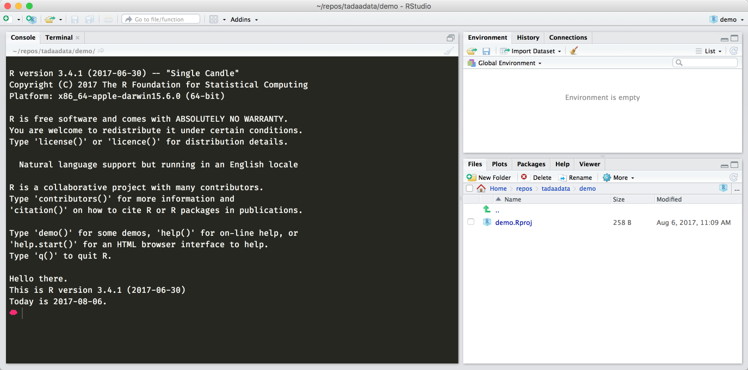 ~/repos/tadaadata/demo - RStudio
Go to file/function
Addins
demo
Console Terminal
~/repos/tadaadata/demo/
R version 3.4.1 (2017-06-30) -- "Single Candle"
Copyright (C) 2017 The R Foundation for Statistical Computing
Platform: x86_64-apple-darwin15.6.0 (64-bit)
R is free software and comes with ABSOLUTELY NO WARRANTY.
You are welcome to redistribute it under certain conditions.
Type 'license()' or 'licence()' for distribution details.
Natural language support but running in an English locale
R is a collaborative project with many contributors.
Type 'contributors()' for more information and
'citation()' on how to cite R or R packages in publications.
Type 'demo()' for some demos, 'help()' for on-line help, or
'help.start()' for an HTML browser interface to help.
Type 'q()' to quit R.
Hello there.
This is R version 3.4.1 (2017-06-30)
Today is 2017-08-06.
Environment History Connections
Import Dataset
List
Global Environment
Environment is empty
Files Plots Packages Help Viewer
New Folder Delete Rename More
Home repos tadaadata demo ...
Name Size Modified
..
demo.Rproj 258 B Aug 6, 2017, 11:09 AM